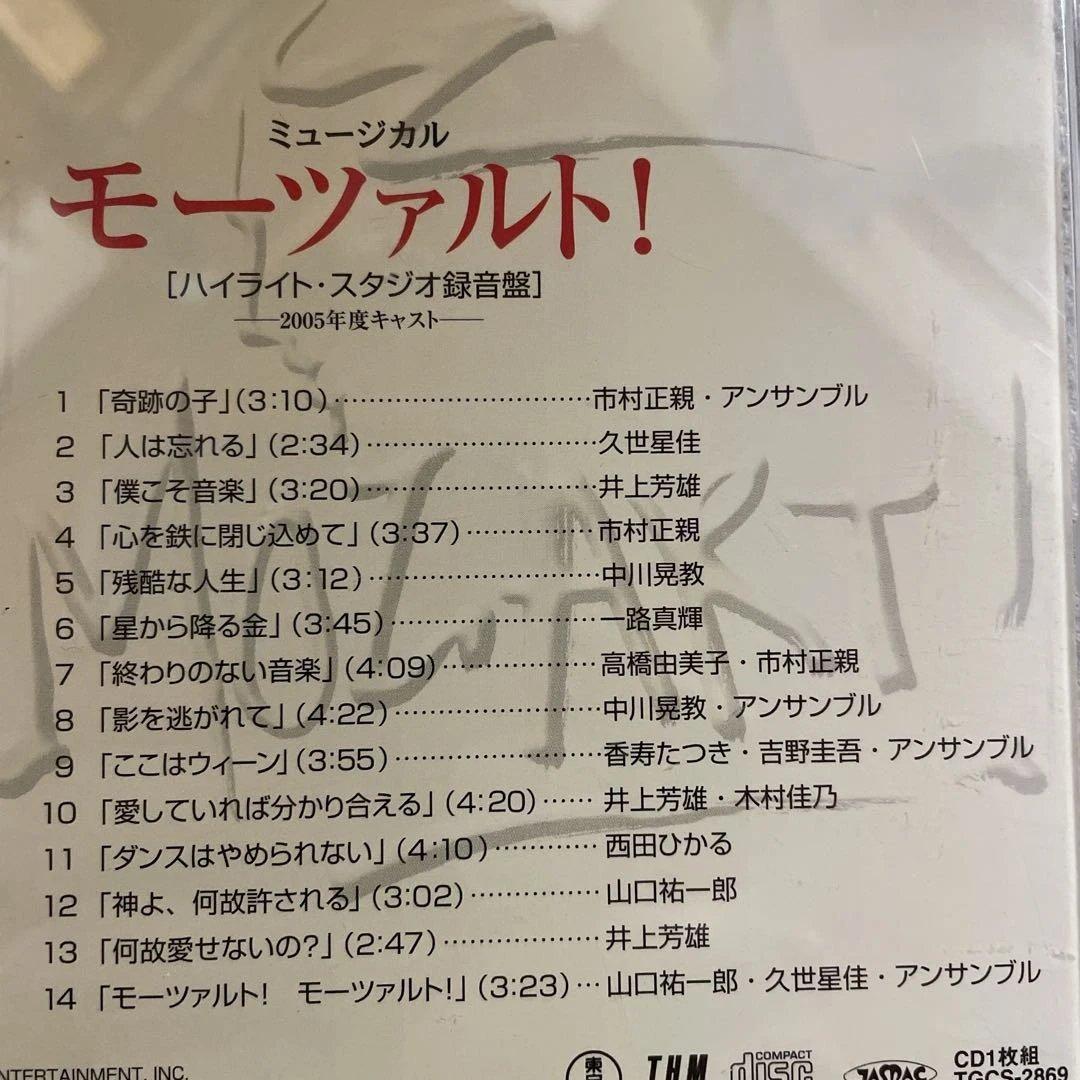 ミュージカル
モーツァルト!
[ハイライト・スタジオ録音盤]
——2005年度キャスト——
1 「奇跡の子」(3:10)……………………………市村正親・アンサンブル
2 「人は忘れる」(2:34)………………………久世星佳
3 「僕こそ音楽」(3:20)………………………井上芳雄
4 「心を鉄に閉じ込めて」(3:37)……………市村正親
5 「残酷な人生」(3:12)………………………中川晃教
6 「星から降る金」(3:45)……………………一路真輝
7 「終わりのない音楽」(4:09)………………高橋由美子・市村正親
8 「影を逃がれて」(4:22)……………………中川晃教・アンサンブル
9 「ここはウィーン」(3:55)……………………香寿たつき・吉野圭吾・アンサンブル
10 「愛していれば分かり合える」(4:20)……井上芳雄・木村佳乃
11 「ダンスはやめられない」(4:10)…………西田ひかる
12 「神よ、何故許される」(3:02)……………山口祐一郎
13 「何故愛せないの?」(2:47)………………井上芳雄
14 「モーツァルト! モーツァルト!」(3:23)…山口祐一郎・久世星佳・アンサンブル
MOZART!
ENTERTAINMENT, INC.
東
THM
COMPACT
disc
JASRAC
CD1枚組
TGCS-2869